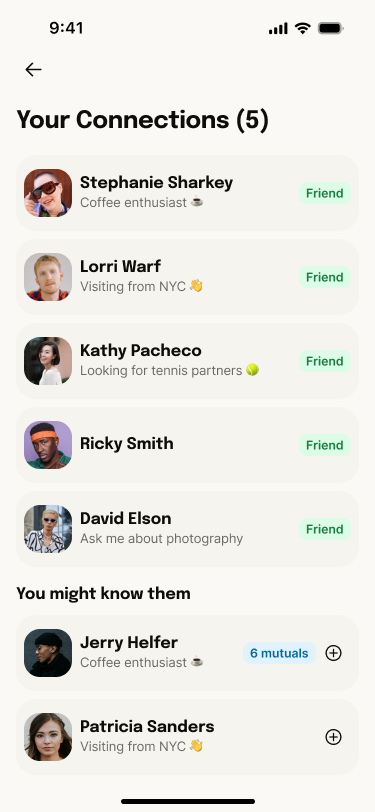 9:41
Your Connections (5)
Stephanie Sharkey
Coffee enthusiast ☕
Friend
Lorri Warf
Visiting from NYC 👋
Friend
Kathy Pacheco
Looking for tennis partners 🎾
Friend
Ricky Smith
Friend
David Elson
Ask me about photography
Friend
You might know them
Jerry Helfer
Coffee enthusiast ☕
6 mutuals
Patricia Sanders
Visiting from NYC 👋